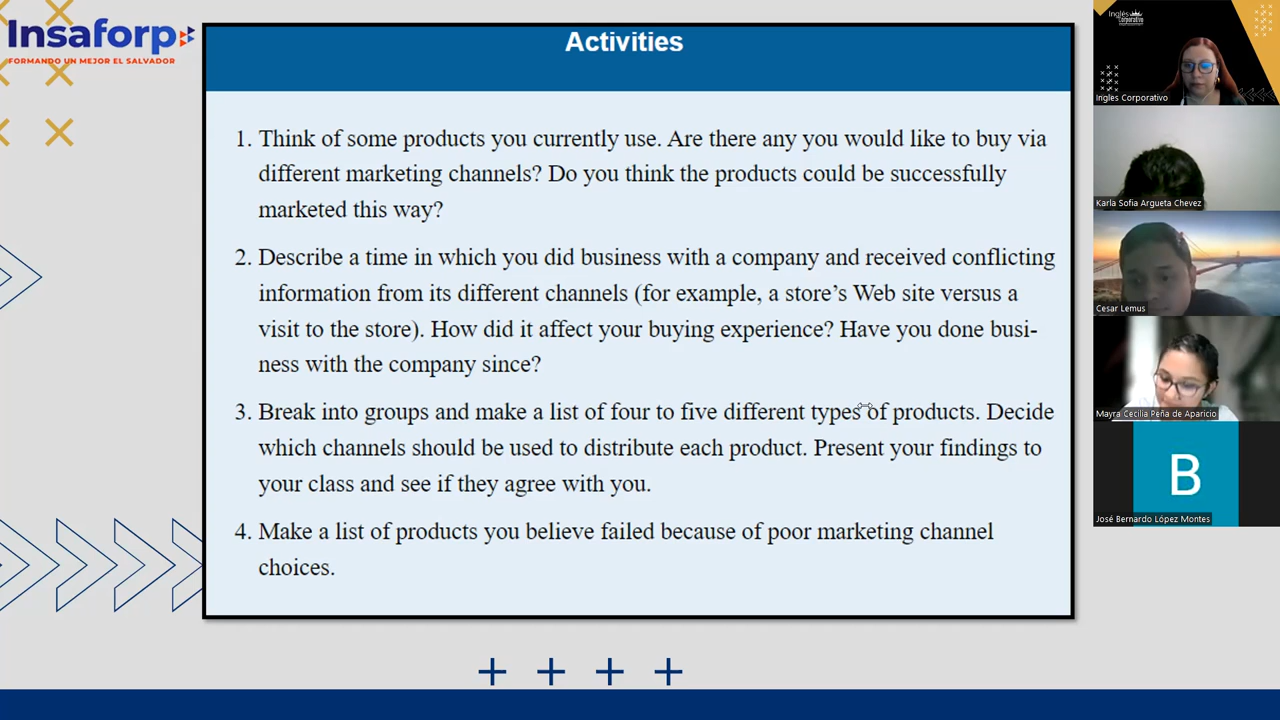 Insaforp
FORMANDO UN MEJOR EL SALVADOR
Activities
1. Think of some products you currently use. Are there any you would like to buy via
different marketing channels? Do you think the products could be successfully
marketed this way?
2. Describe a time in which you did business with a company and received conflicting
information from its different channels (for example, a store's Web site versus a
visit to the store). How did it affect your buying experience? Have you done busi-
ness with the company since?
3. Break into groups and make a list of four to five different types of products. Decide
which channels should be used to distribute each product. Present your findings to
your class and see if they agree with you.
4. Make a list of products you believe failed because of poor marketing channel
choices.
Inglés
Corporativo
Ingles Corporativo
Karla Sofia Argueta Chevez
Cesar Lemus
Mayra Cecilia Peña de Aparicio
B
José Bernardo López Montes